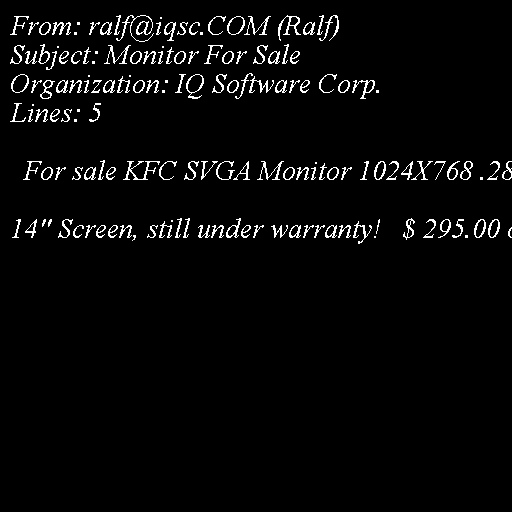 From: ralf@iqsc.COM (Ralf)
Subject: Monitor For Sale
Organization: IQ Software Corp.
Lines: 5
For sale KFC SVGA Monitor 1024X768 .28
14" Screen, still under warranty! $ 295.00